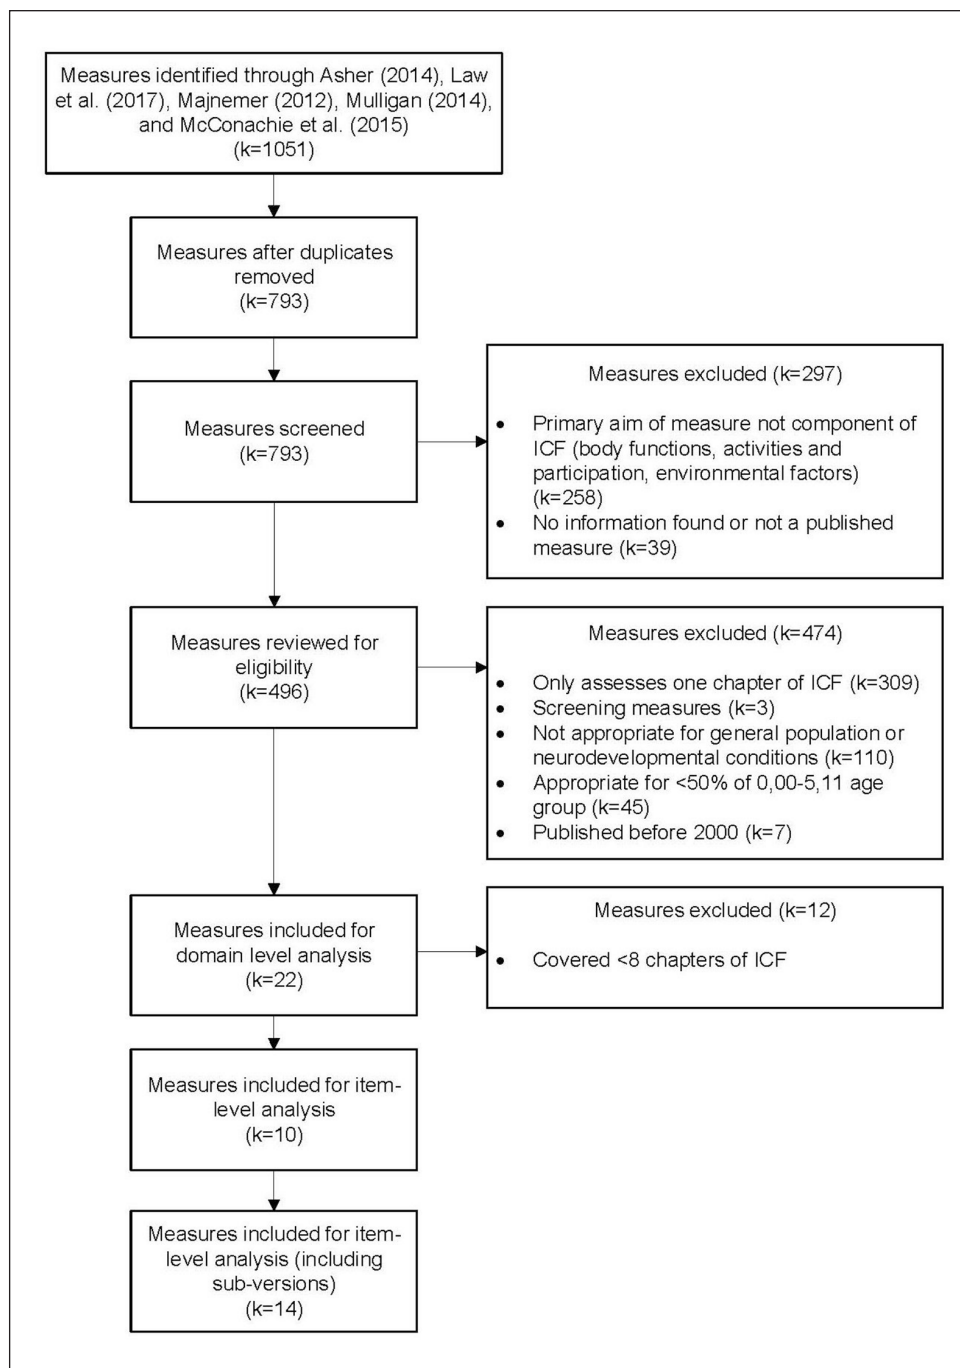 Measures identified through Asher (2014), Law
et al. (2017), Majnemer (2012), Mulligan (2014),
and McConachie et al. (2015)
(k=1051)
Measures after duplicates
removed
(k=793)
Measures screened
(k=793)
Measures excluded (k=297)
• Primary aim of measure not component of
ICF (body functions, activities and
participation, environmental factors)
(k=258)
• No information found or not a published
measure (k=39)
Measures reviewed for
eligibility
(k=496)
Measures excluded (k=474)
• Only assesses one chapter of ICF (k=309)
• Screening measures (k=3)
• Not appropriate for general population or
neurodevelopmental conditions (k=110)
• Appropriate for <50% of 0,00-5,11 age
group (k=45)
• Published before 2000 (k=7)
Measures included for
domain level analysis
(k=22)
Measures excluded (k=12)
• Covered <8 chapters of ICF
Measures included for item-
level analysis
(k=10)
Measures included for item-
level analysis (including
sub-versions)
(k=14)